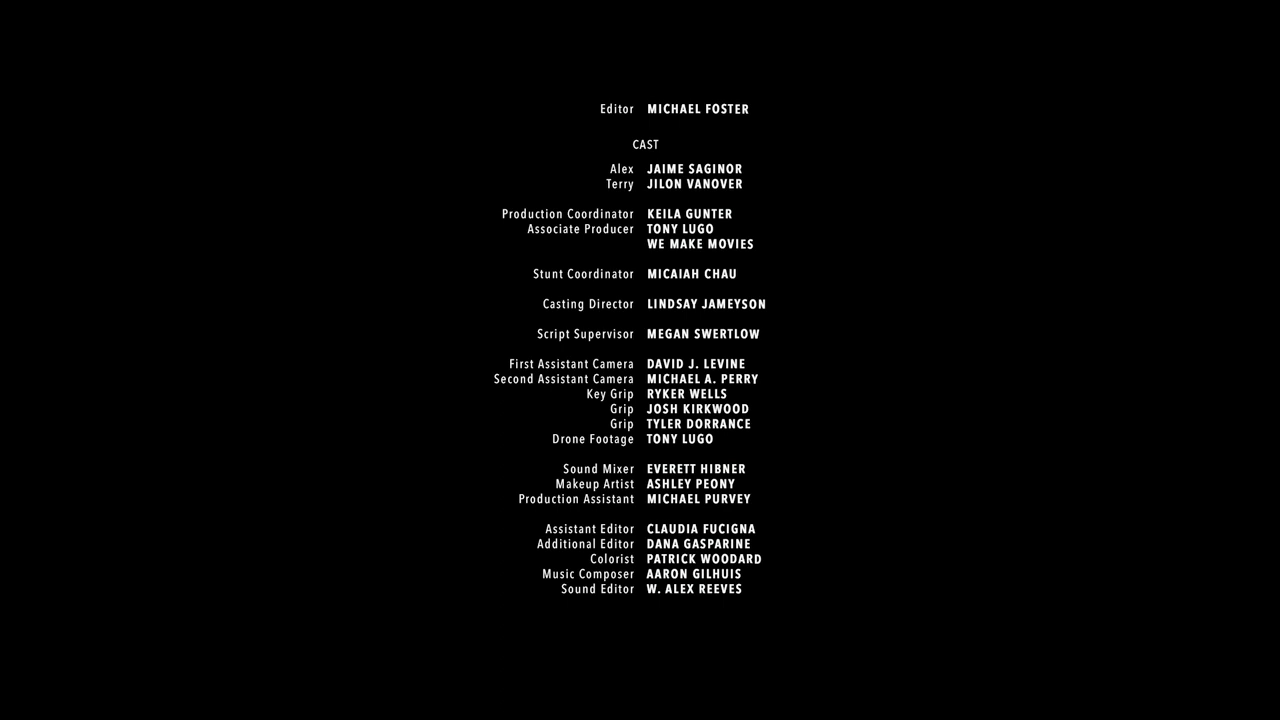 Editor MICHAEL FOSTER
CAST
Alex JAIME SAGINOR
Terry JILON VANOVER
Production Coordinator KEILA GUNTER
Associate Producer TONY LUGO
WE MAKE MOVIES
Stunt Coordinator MICAIAH CHAU
Casting Director LINDSAY JAMEYSON
Script Supervisor MEGAN SWERTLOW
First Assistant Camera DAVID J. LEVINE
Second Assistant Camera MICHAEL A. PERRY
Key Grip RYKER WELLS
Grip JOSH KIRKWOOD
Grip TYLER DORRANCE
Drone Footage TONY LUGO
Sound Mixer EVERETT HIBNER
Makeup Artist ASHLEY PEONY
Production Assistant MICHAEL PURVEY
Assistant Editor CLAUDIA FUCIGNA
Additional Editor DANA GASPARINE
Colorist PATRICK WOODARD
Music Composer AARON GILHUIS
Sound Editor W. ALEX REEVES